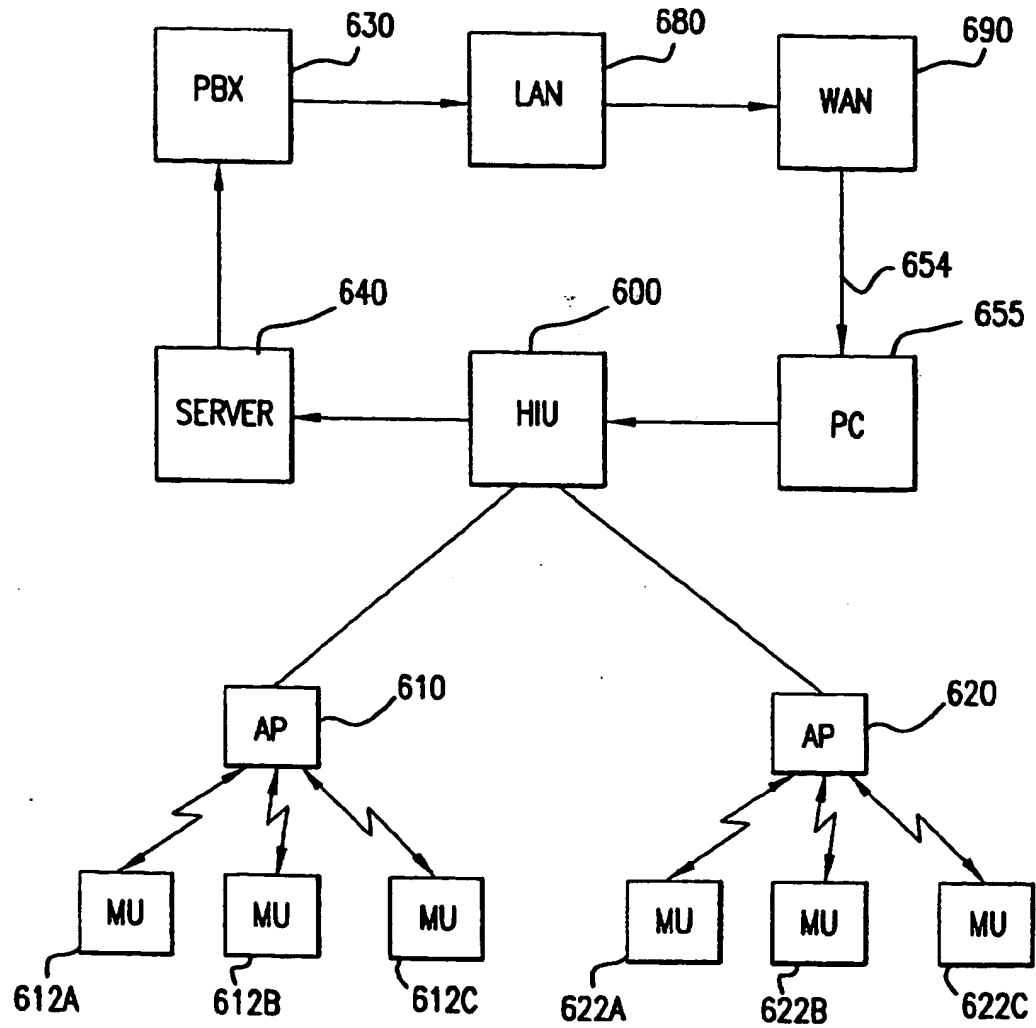 630
680
690
PBX
LAN
WAN
654
640
600
655
SERVER
HIU
PC
610
620
AP
AP
MU
MU
MU
MU
MU
MU
612A
612B
612C
622A
622B
622C